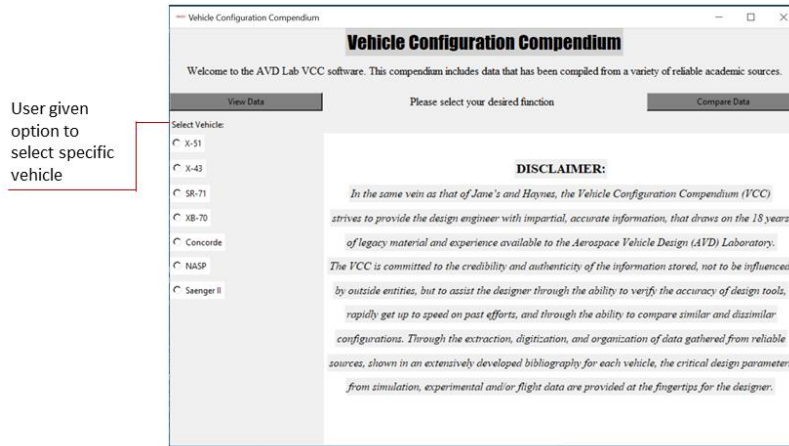 Vehicle Configuration Compendium
Vehicle Configuration Compendium
Welcome to the AVD Lab VCC software. This compendium includes data that has been compiled from a variety of reliable academic sources.
View Data
Please select your desired function
Compare Data
User given
option to
select specific
vehicle
Select Vehicle:
X-51
X-43
SR-71
XB-70
Concorde
NASP
Saenger II
DISCLAIMER:
In the same vein as that of Jane's and Haynes, the Vehicle Configuration Compendium (VCC)
strives to provide the design engineer with impartial, accurate information, that draws on the 18 years
of legacy material and experience available to the Aerospace Vehicle Design (AVD) Laboratory.
The VCC is committed to the credibility and authenticity of the information stored, not to be influenced
by outside entities, but to assist the designer through the ability to verify the accuracy of design tools,
rapidly get up to speed on past efforts, and through the ability to compare similar and dissimilar
configurations. Through the extraction, digitization, and organization of data gathered from reliable
sources, shown in an extensively developed bibliography for each vehicle, the critical design parameter
from simulation, experimental and/or flight data are provided at the fingertips for the designer.